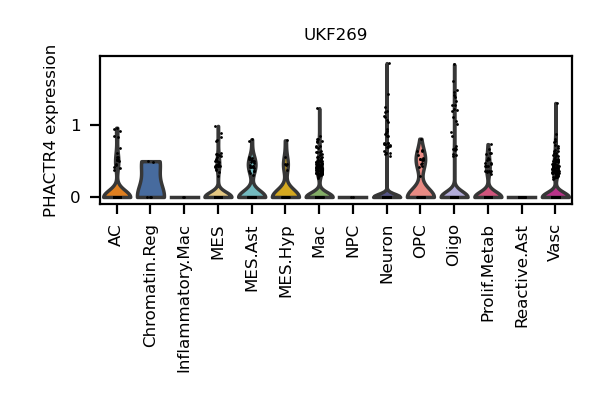 UKF269
PHACTR4 expression
1
0
AC
Chromatin.Reg
Inflammatory.Mac
MES
MES.Ast
MES.Hyp
Mac
NPC
Neuron
OPC
Oligo
Prolif.Metab
Reactive.Ast
Vasc